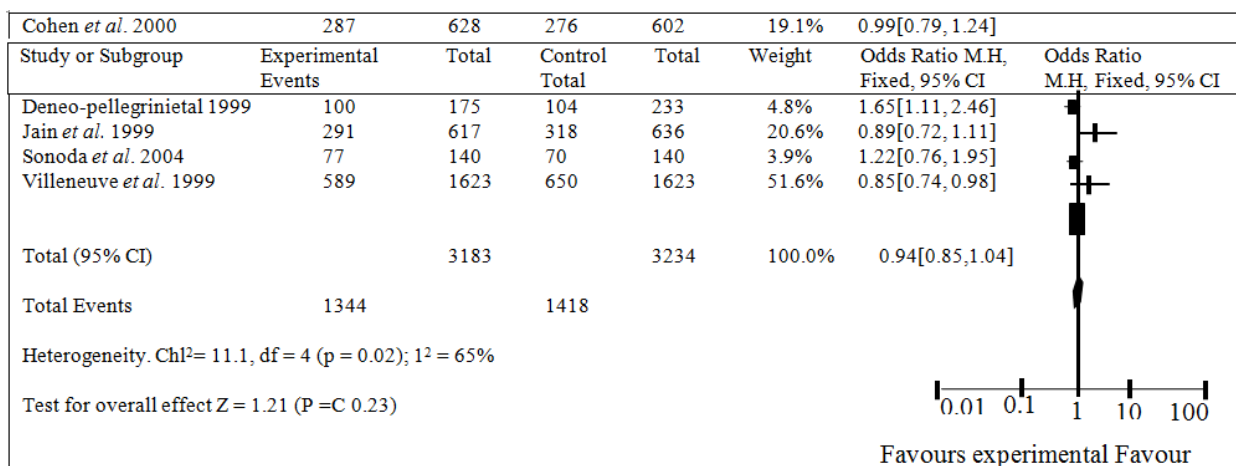 Cohen et al. 2000 287 628 276 602 19.1% 0.99[0.79, 1.24]
Study or Subgroup Experimental Total Control Total Weight Odds Ratio M.H, Odds Ratio
Events Total Fixed, 95% CI M.H, Fixed, 95% CI
Deneo-pellegrinietal 1999 100 175 104 233 4.8% 1.65[1.11, 2.46]
Jain et al. 1999 291 617 318 636 20.6% 0.89[0.72, 1.11]
Sonoda et al. 2004 77 140 70 140 3.9% 1.22[0.76, 1.95]
Villeneuve et al. 1999 589 1623 650 1623 51.6% 0.85[0.74, 0.98]
Total (95% CI) 3183 3234 100.0% 0.94[0.85,1.04]
Total Events 1344 1418
Heterogeneity. Chl²= 11.1, df = 4 (p = 0.02); 1² = 65%
Test for overall effect Z = 1.21 (P =C 0.23)
0.01 0.1 1 10 100
Favours experimental Favour